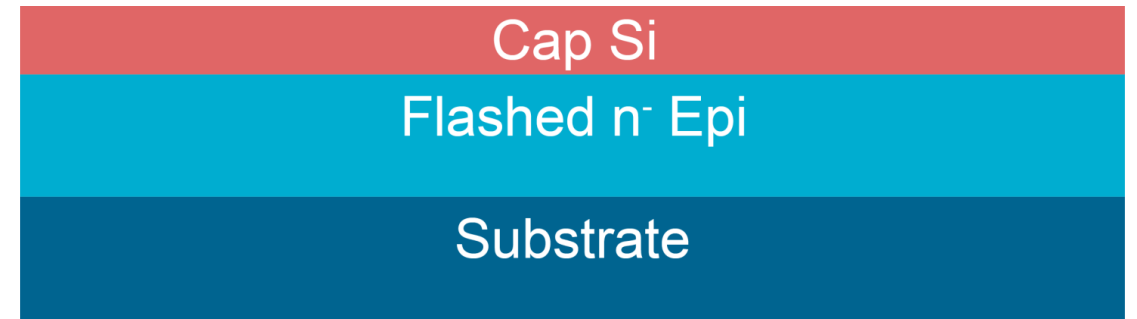 Cap Si
Flashed n⁻ Epi
Substrate